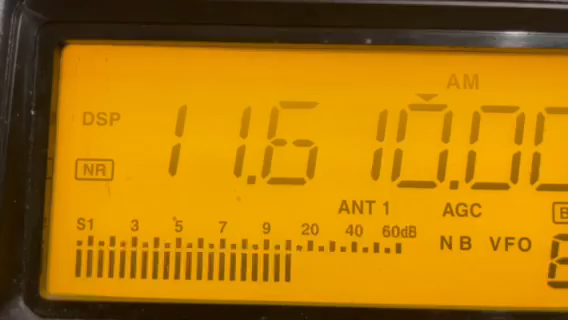 AM
DSP
11.610.00
NR
ANT 1 AGC
S1 3 5 7 9 20 40 60dB
NB VFO